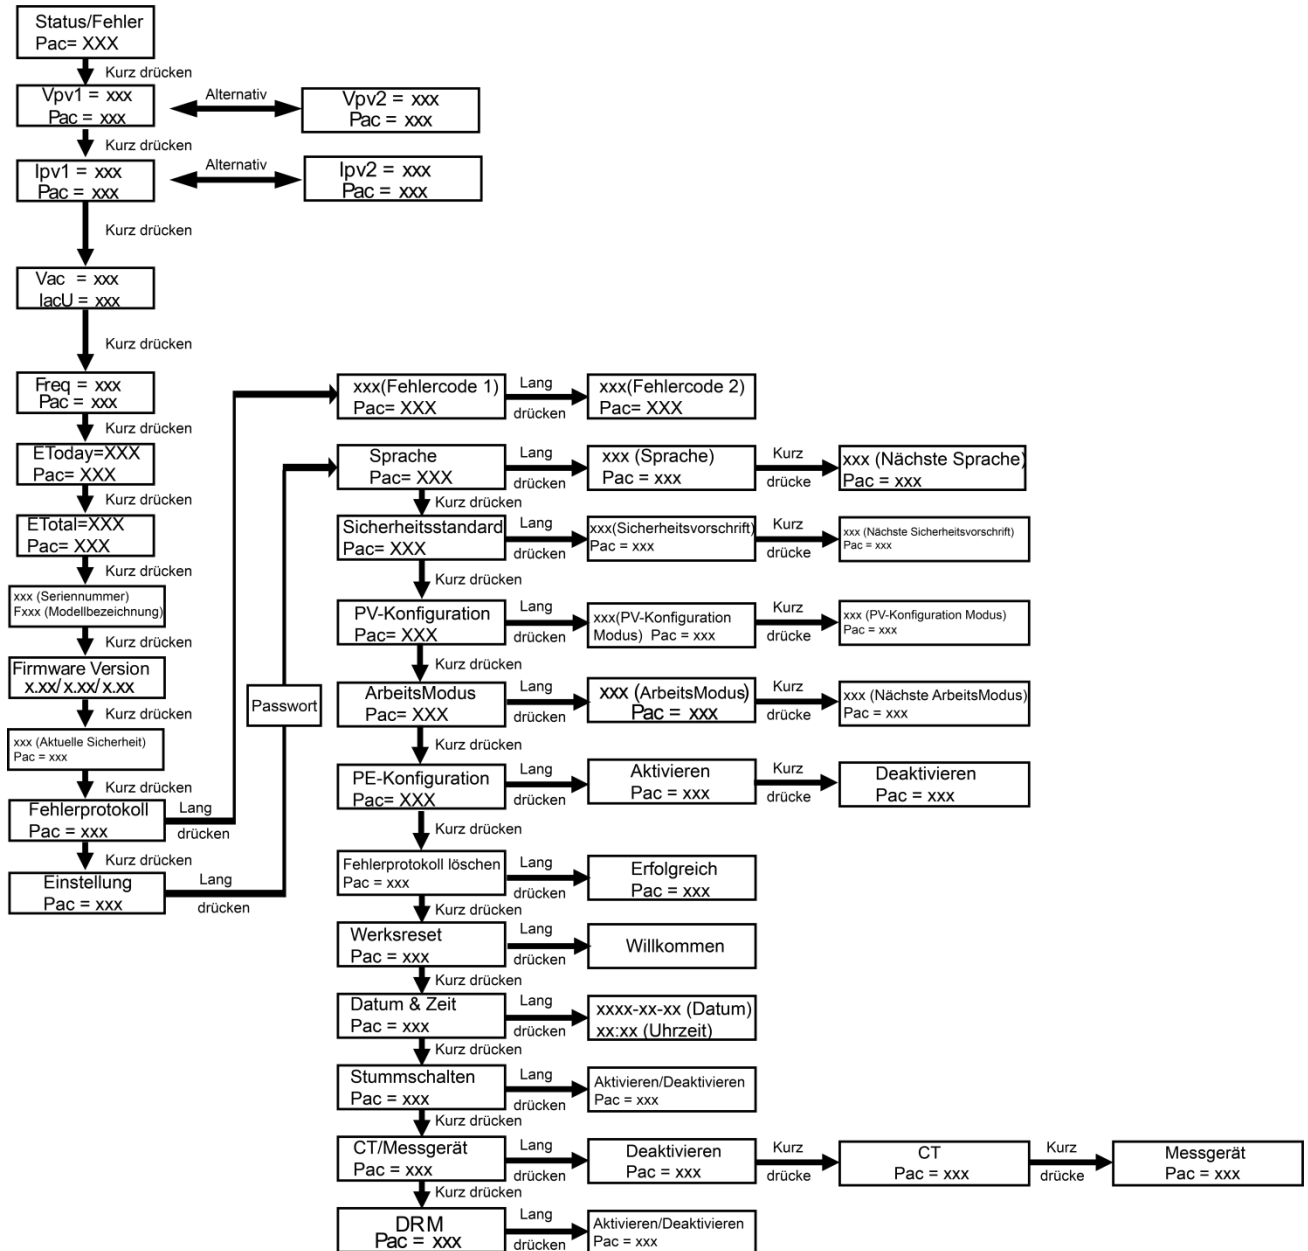 Status/Fehler
Pac= XXX
Kurz drücken
Vpv1 = xxx
Pac = xxx
Alternativ
Vpv2 = xxx
Pac = xxx
Kurz drücken
Ipv1 = xxx
Pac = xxx
Alternativ
Ipv2 = xxx
Pac = xxx
Kurz drücken
Vac = xxx
IacU = xxx
Kurz drücken
Freq = xxx
Pac = xxx
Kurz drücken
EToday=XXX
Pac= XXX
Kurz drücken
ETotal=XXX
Pac= XXX
Kurz drücken
xxx (Seriennummer)
Fxxx (Modellbezeichnung)
Kurz drücken
Firmware Version
x.xx/x.xx/x.xx
Kurz drücken
xxx (Aktuelle Sicherheit)
Pac = xxx
Kurz drücken
Fehlerprotokoll
Pac = xxx
Lang
drücken
Kurz drücken
Einstellung
Pac = xxx
Lang
drücken
Passwort
xxx(Fehlercode 1)
Pac= XXX
Lang
drücken
xxx(Fehlercode 2)
Pac= XXX
Sprache
Pac= XXX
Lang
drücken
xxx (Sprache)
Pac = xxx
Kurz
drücke
xxx (Nächste Sprache)
Pac = xxx
Kurz drücken
Sicherheitsstandard
Pac= XXX
Lang
drücken
xxx(Sicherheitsvorschrift)
Pac = xxx
Kurz
drücke
xxx (Nächste Sicherheitsvorschrift)
Pac = xxx
Kurz drücken
PV-Konfiguration
Pac= XXX
Lang
drücken
xxx(PV-Konfiguration
Modus) Pac = xxx
Kurz
drücke
xxx (PV-Konfiguration Modus)
Pac = xxx
Kurz drücken
ArbeitsModus
Pac= XXX
Lang
drücken
xxx (ArbeitsModus)
Pac = xxx
Kurz
drücke
xxx (Nächste ArbeitsModus)
Pac = xxx
Kurz drücken
PE-Konfiguration
Pac= XXX
Lang
drücken
Aktivieren
Pac = xxx
Kurz
drücke
Deaktivieren
Pac = xxx
Kurz drücken
Fehlerprotokoll löschen
Pac = xxx
Lang
drücken
Erfolgreich
Pac = xxx
Kurz drücken
Werksreset
Pac = xxx
Lang
drücken
Willkommen
Kurz drücken
Datum & Zeit
Pac = xxx
Lang
drücken
xxxx-xx-xx (Datum)
xx:xx (Uhrzeit)
Kurz drücken
Stummschalten
Pac = xxx
Lang
drücken
Aktivieren/Deaktivieren
Pac = xxx
Kurz drücken
CT/Messgerät
Pac = xxx
Lang
drücken
Deaktivieren
Pac = xxx
Kurz
drücke
CT
Pac = xxx
Kurz
drücke
Messgerät
Pac = xxx
Kurz drücken
DRM
Pac = xxx
Lang
drücken
Aktivieren/Deaktivieren
Pac = xxx